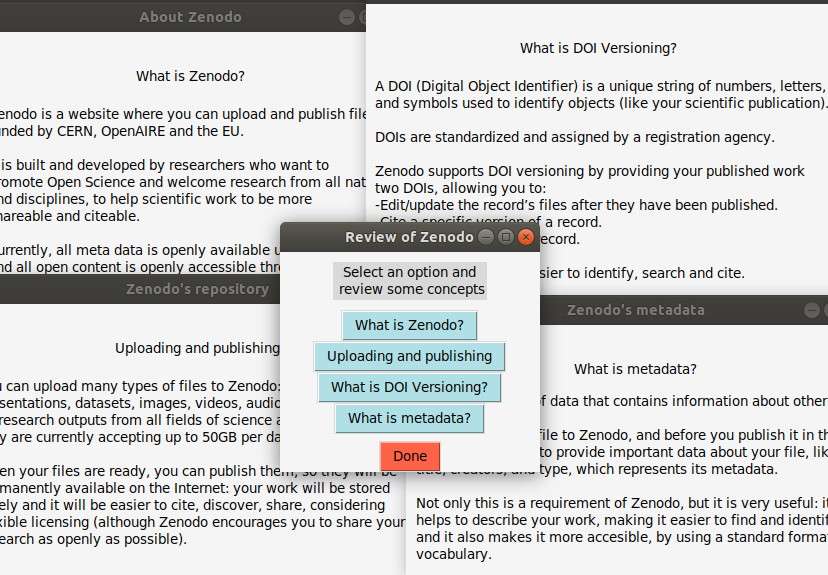 About Zenodo
What is Zenodo?
enodo is a website where you can upload and publish file
nded by CERN, OpenAIRE and the EU.
is built and developed by researchers who want to
romote Open Science and welcome research from all nat
nd disciplines, to help scientific work to be more
hareable and citeable.
urrently, all meta data is openly available u
nd all open content is openly accessible thro
What is DOI Versioning?
A DOI (Digital Object Identifier) is a unique string of numbers, letters,
and symbols used to identify objects (like your scientific publication).
DOIs are standardized and assigned by a registration agency.
Zenodo supports DOI versioning by providing your published work
two DOIs, allowing you to:
-Edit/update the record's files after they have been published.
-Cite a specific version of a record.
record.
sier to identify, search and cite.
Review of Zenodo
Select an option and
review some concepts
What is Zenodo?
Uploading and publishing
What is DOI Versioning?
What is metadata?
Done
Zenodo's repository
Uploading and publishing
can upload many types of files to Zenodo:
sentations, datasets, images, videos, audio
research outputs from all fields of science a
y are currently accepting up to 50GB per da
en your files are ready, you can publish them, so they will be
manently available on the Internet: your work will be stored
ely and it will be easier to cite, discover, share, considering
xible licensing (although Zenodo encourages you to share your
earch as openly as possible).
Zenodo's metadata
What is metadata?
of data that contains information about other
file to Zenodo, and before you publish it in th
to provide important data about your file, lik
title, creators, and type, which represents its metadata.
Not only this is a requirement of Zenodo, but it is very useful: it
helps to describe your work, making it easier to find and identif
and it also makes it more accesible, by using a standard format
vocabulary.